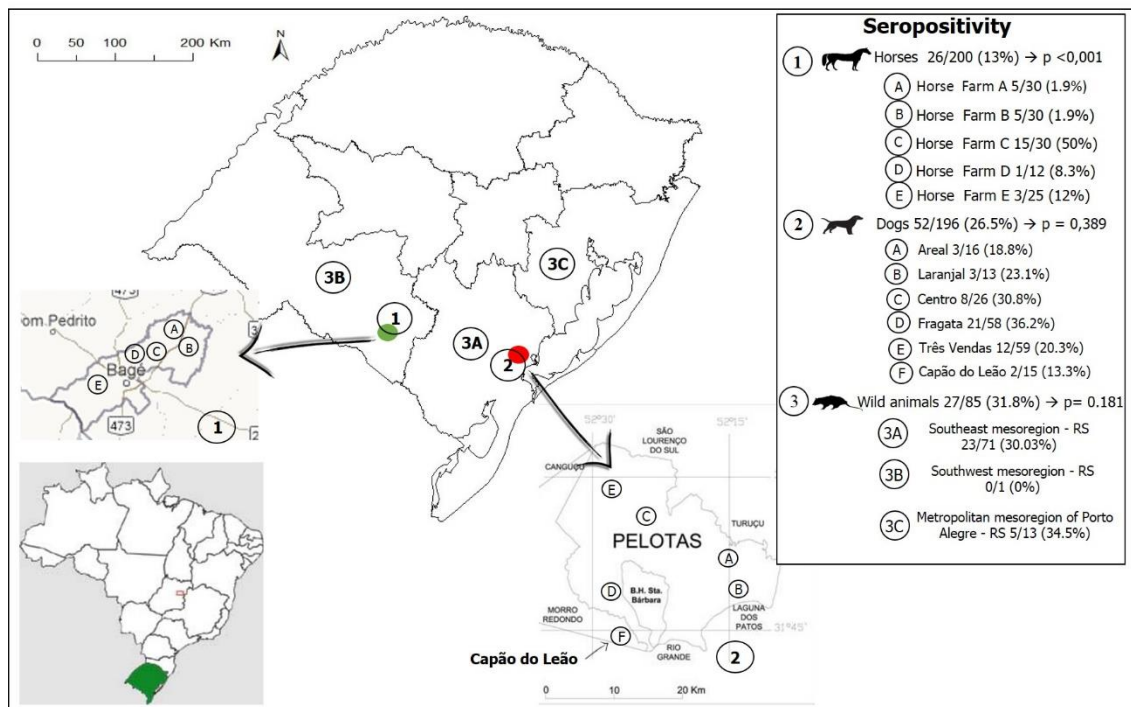 0 50 100 200 Km
N
3B
3C
1
3A
2
473
om Pedrito
A
B
C
D
E
Bagé
473
1
2
52°30'
52°15'
SÃO
LOURENÇO
DO SUL
CANGUÇU
E
C
TURUÇU
PELOTAS
A
D
B.H. Sta.
Bárbara
B
MORRO
REDONDO
LAGUNA
DOS
PATOS
31°45'
F
RIO
GRANDE
Capão do Leão
2
0 10 20 Km
Seropositivity
1 Horses 26/200 (13%) → p <0,001
A Horse Farm A 5/30 (1.9%)
B Horse Farm B 5/30 (1.9%)
C Horse Farm C 15/30 (50%)
D Horse Farm D 1/12 (8.3%)
E Horse Farm E 3/25 (12%)
2 Dogs 52/196 (26.5%) → p = 0,389
A Areal 3/16 (18.8%)
B Laranjal 3/13 (23.1%)
C Centro 8/26 (30.8%)
D Fragata 21/58 (36.2%)
E Três Vendas 12/59 (20.3%)
F Capão do Leão 2/15 (13.3%)
3 Wild animals 27/85 (31.8%) → p= 0.181
3A Southeast mesoregion - RS
23/71 (30.03%)
3B Southwest mesoregion - RS
0/1 (0%)
3C Metropolitan mesoregion of Porto
Alegre - RS 5/13 (34.5%)